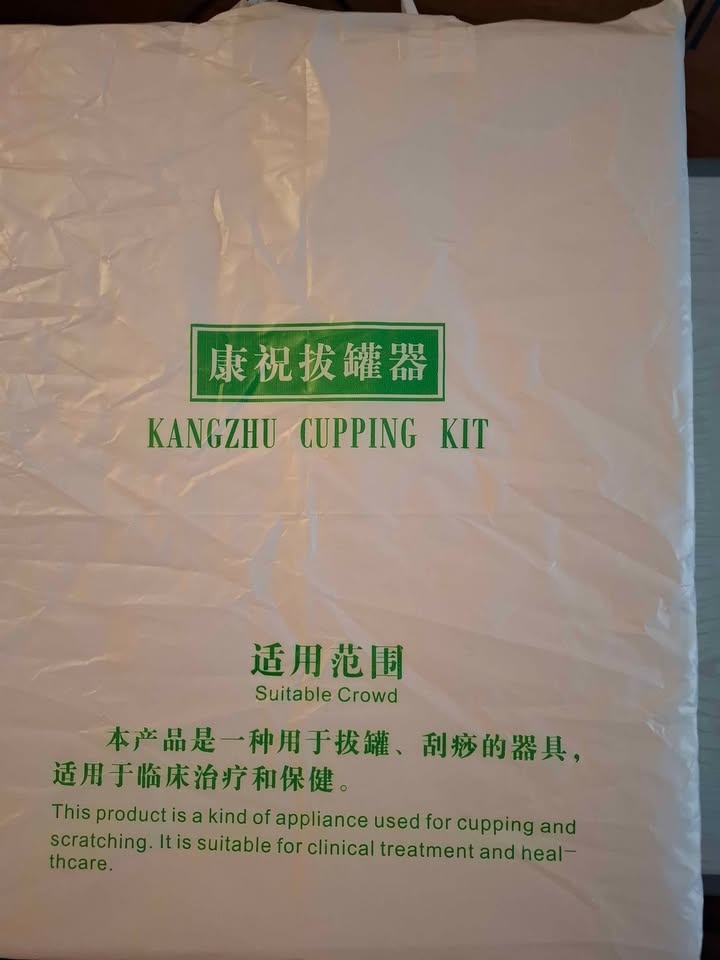 康祝拔罐器
KANGZHU CUPPING KIT
适用范围
Suitable Crowd
本产品是一种用于拔罐、刮痧的器具，
适用于临床治疗和保健。
This product is a kind of appliance used for cupping and
scratching. It is suitable for clinical treatment and heal-
thcare.